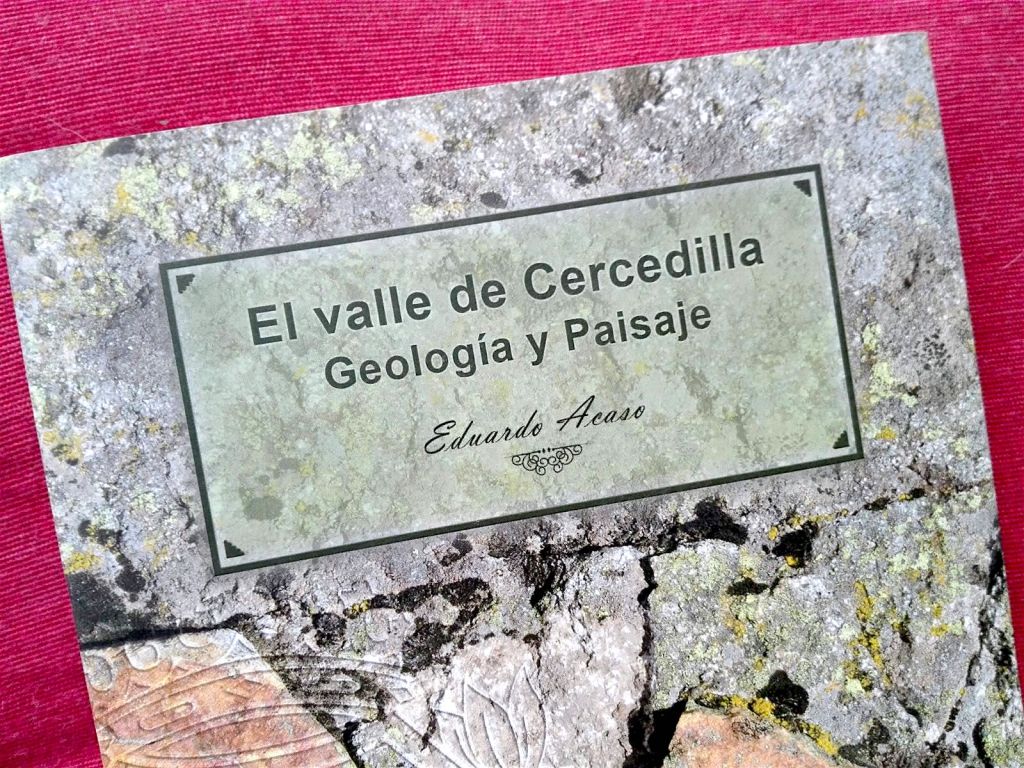 El valle de Cercedilla
Geología y Paisaje
Eduardo Acaso